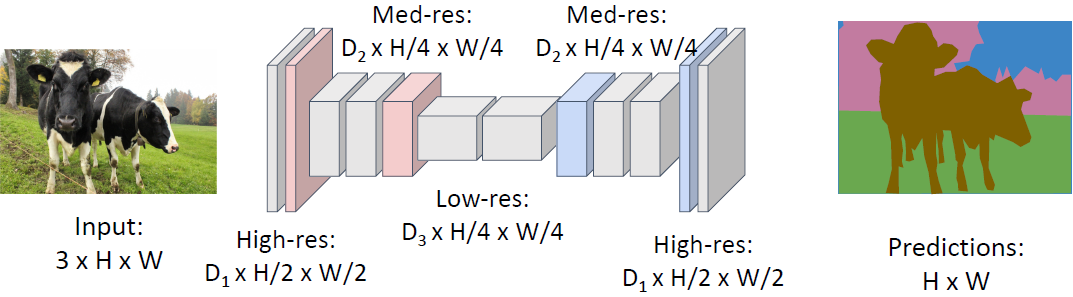 Med-res:
D₂ x H/4 x W/4
Med-res:
D₂ x H/4 x W/4
Input:
3 x H x W
High-res:
D₁ x H/2 x W/2
Low-res:
D₃ x H/4 x W/4
High-res:
D₁ x H/2 x W/2
Predictions:
H x W